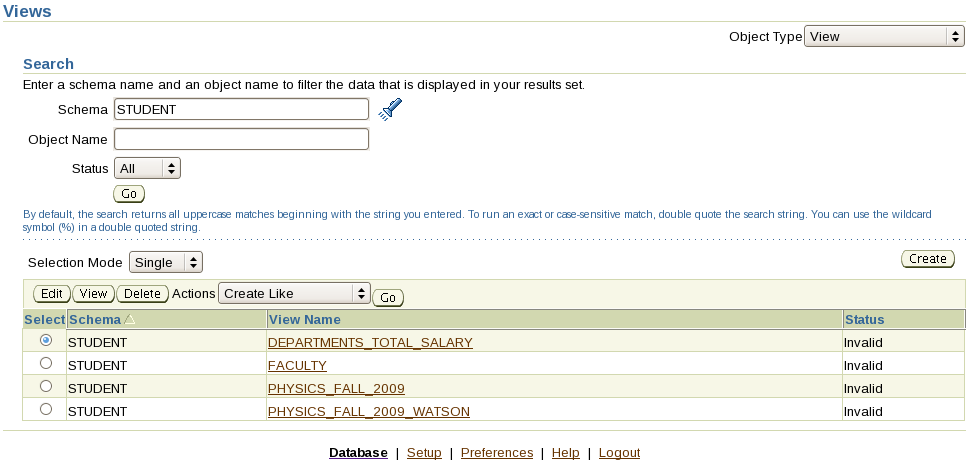 Views
Object Type View
Search
Enter a schema name and an object name to filter the data that is displayed in your results set.
Schema STUDENT
Object Name
Status All
Go
By default, the search returns all uppercase matches beginning with the string you entered. To run an exact or case-sensitive match, double quote the search string. You can use the wildcard
symbol (%) in a double quoted string.
Selection Mode Single Create
Edit View Delete Actions Create Like Go
Select Schema View Name Status
STUDENT DEPARTMENTS_TOTAL_SALARY Invalid
STUDENT FACULTY Invalid
STUDENT PHYSICS_FALL_2009 Invalid
STUDENT PHYSICS_FALL_2009_WATSON Invalid
Database | Setup | Preferences | Help | Logout